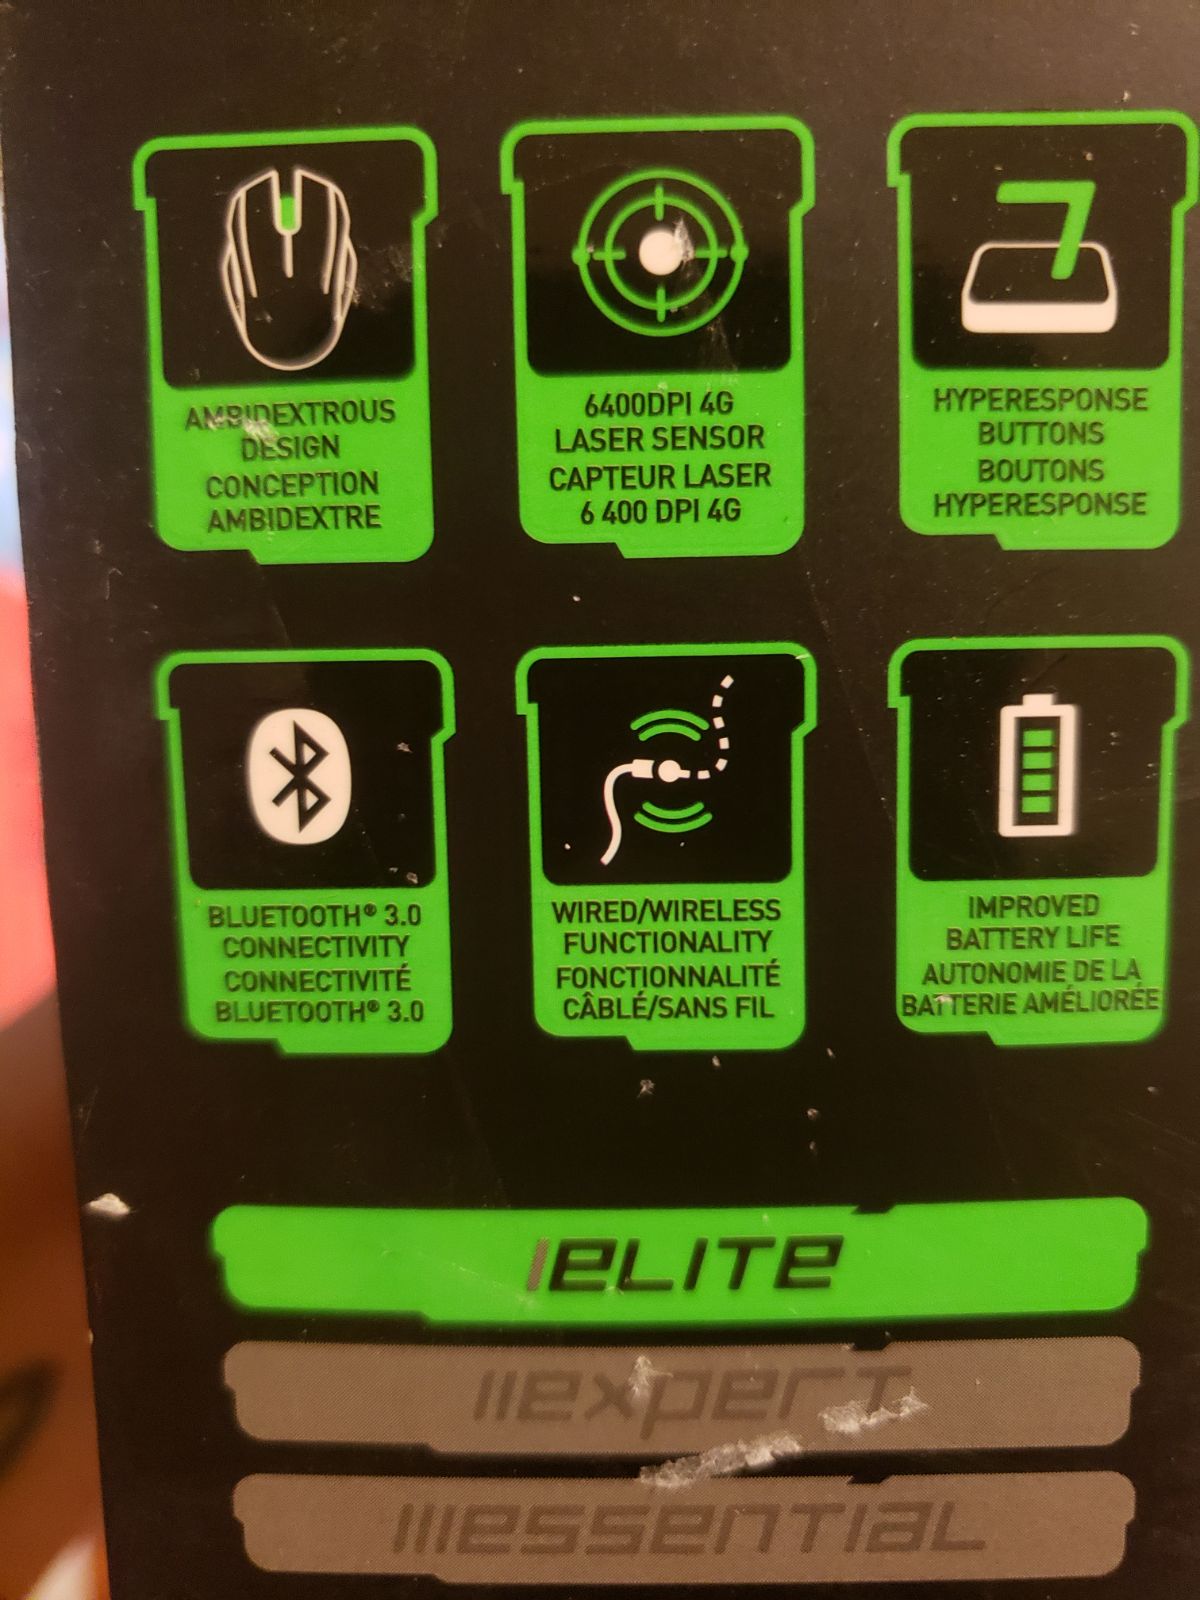 7
AMBIDEXTROUS
DESIGN
CONCEPTION
AMBIDEXTRE
6400DPI 4G
LASER SENSOR
CAPTEUR LASER
6 400 DPI 4G
HYPERESPONSE
BUTTONS
BOUTONS
HYPERESPONSE
BLUETOOTH® 3.0
CONNECTIVITY
CONNECTIVITÉ
BLUETOOTH® 3.0
WIRED/WIRELESS
FUNCTIONALITY
FONCTIONNALITÉ
CÂBLÉ/SANS FIL
IMPROVED
BATTERY LIFE
AUTONOMIE DE LA
BATTERIE AMÉLIORÉE
ELITE
expert
essential